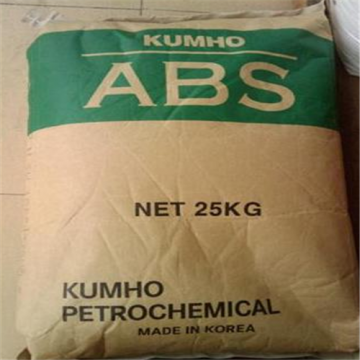 KUMHO
ABS
NET 25KG
KUMHO
PETROCHEMICAL
MADE IN KOREA